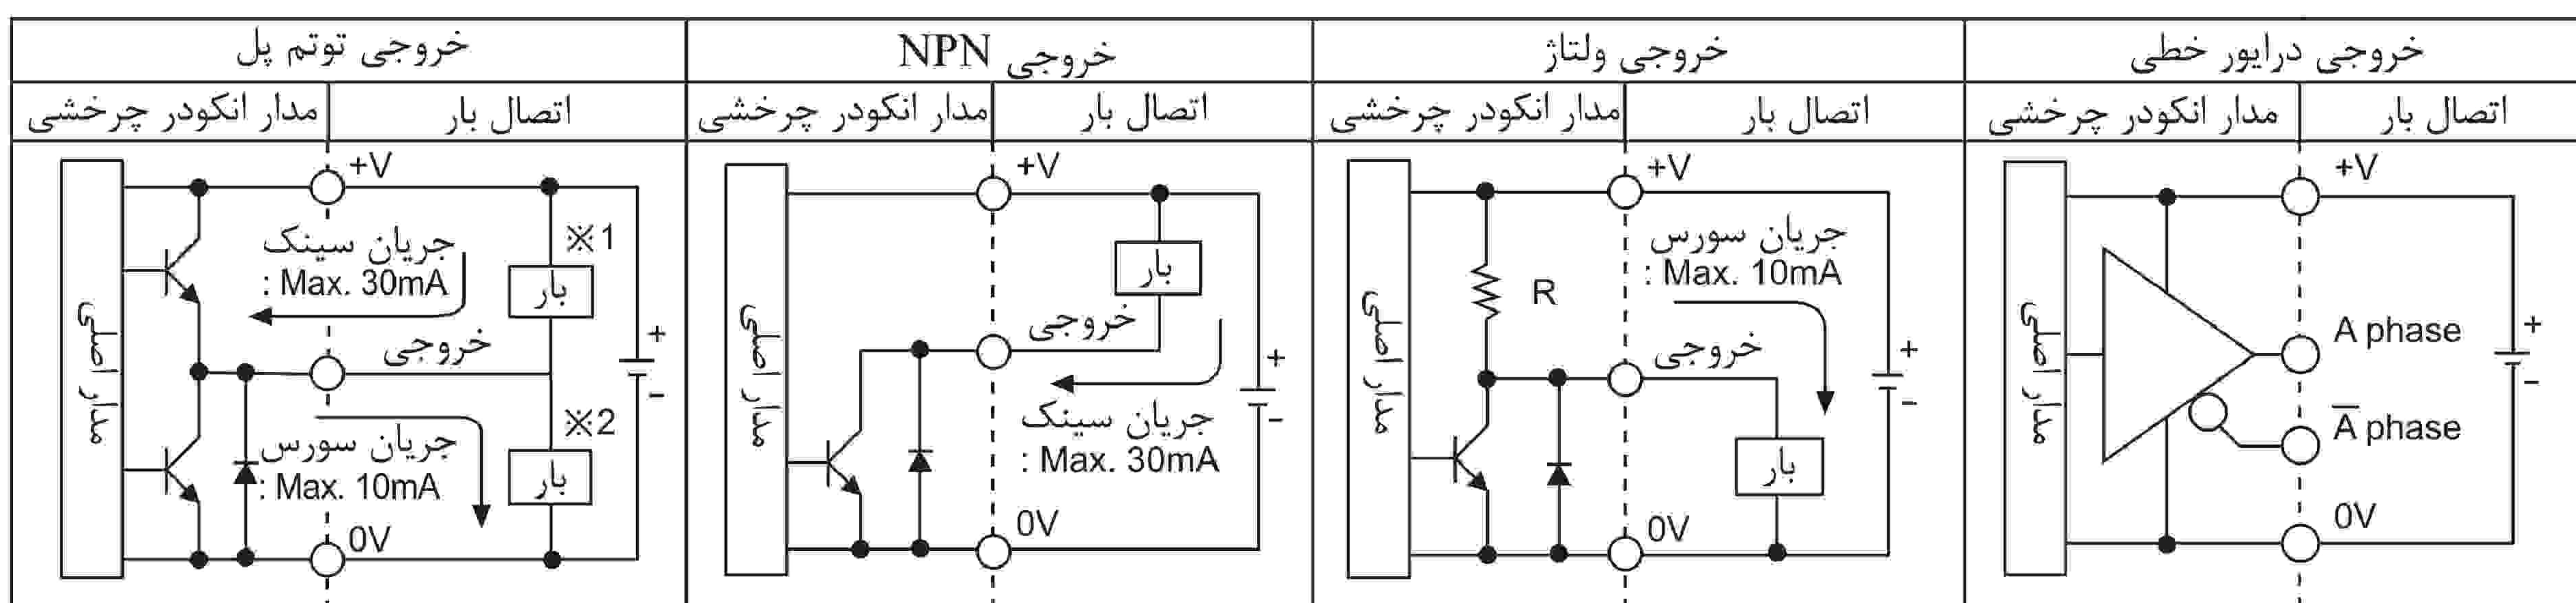 خروجی توتم پل
مدار انکودر چرخشی
اتصال بار
+V
※1
جریان سینک
: Max. 30mA
بار
مدار اصلی
خروجی
+
-
※2
جریان سورس
: Max. 10mA
بار
0V
خروجی NPN
مدار انکودر چرخشی
اتصال بار
+V
بار
مدار اصلی
خروجی
+
-
جریان سینک
: Max. 30mA
0V
خروجی ولتاژ
مدار انکودر چرخشی
اتصال بار
+V
جریان سورس
: Max. 10mA
R
مدار اصلی
خروجی
+
-
بار
0V
خروجی درایور خطی
مدار انکودر چرخشی
اتصال بار
+V
مدار اصلی
A phase
+
-
A̅ phase
0V